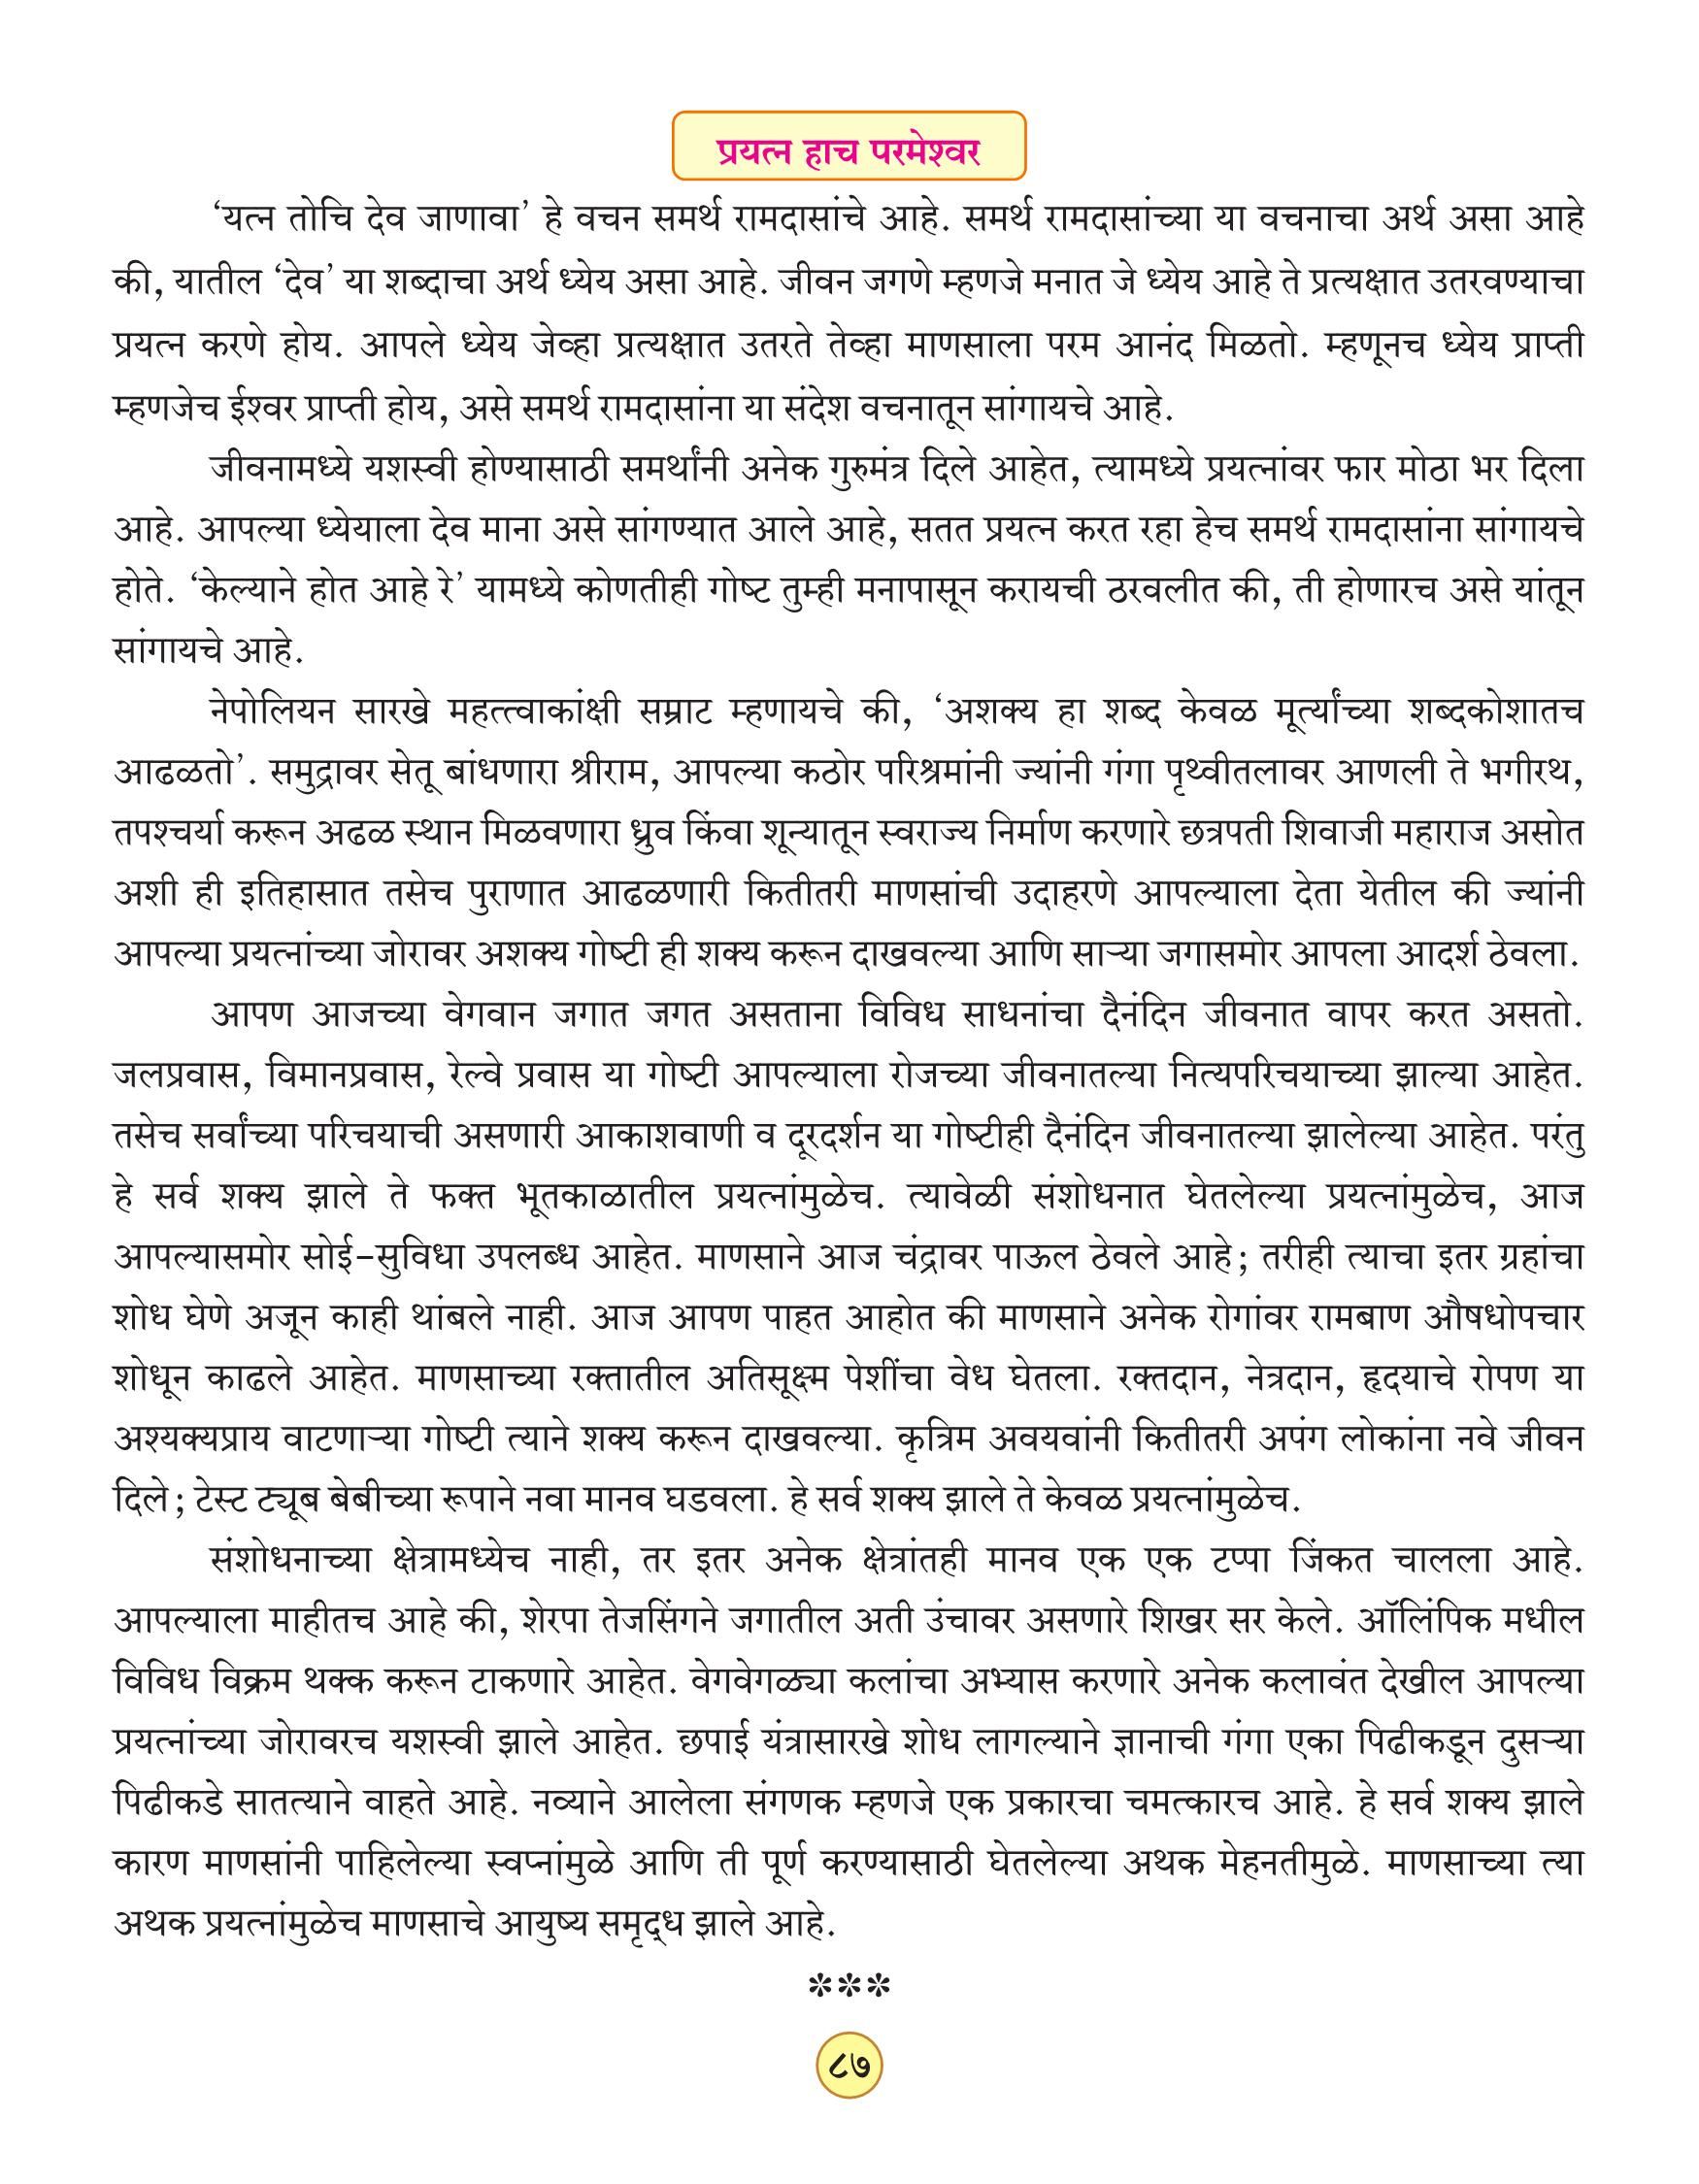 प्रयत्न हाच परमेश्वर
‘यत्न तोचि देव जाणावा’ हे वचन समर्थ रामदासांचे आहे. समर्थ रामदासांच्या या वचनाचा अर्थ असा आहे
की, यातील ‘देव’ या शब्दाचा अर्थ ध्येय असा आहे. जीवन जगणे म्हणजे मनात जे ध्येय आहे ते प्रत्यक्षात उतरवण्याचा
प्रयत्न करणे होय. आपले ध्येय जेव्हा प्रत्यक्षात उतरते तेव्हा माणसाला परम आनंद मिळतो. म्हणूनच ध्येय प्राप्ती
म्हणजेच ईश्वर प्राप्ती होय, असे समर्थ रामदासांना या संदेश वचनातून सांगायचे आहे.
जीवनामध्ये यशस्वी होण्यासाठी समर्थांनी अनेक गुरुमंत्र दिले आहेत, त्यामध्ये प्रयत्नांवर फार मोठा भर दिला
आहे. आपल्या ध्येयाला देव माना असे सांगण्यात आले आहे, सतत प्रयत्न करत रहा हेच समर्थ रामदासांना सांगायचे
होते. ‘केल्याने होत आहे रे’ यामध्ये कोणतीही गोष्ट तुम्ही मनापासून करायची ठरवलीत की, ती होणारच असे यांतून
सांगायचे आहे.
नेपोलियन सारखे महत्त्वाकांक्षी सम्राट म्हणायचे की, ‘अशक्य हा शब्द केवळ मूर्त्यांच्या शब्दकोशातच
आढळतो’. समुद्रावर सेतू बांधणारा श्रीराम, आपल्या कठोर परिश्रमांनी ज्यांनी गंगा पृथ्वीतलावर आणली ते भगीरथ,
तपश्चर्या करून अढळ स्थान मिळवणारा ध्रुव किंवा शून्यातून स्वराज्य निर्माण करणारे छत्रपती शिवाजी महाराज असोत
अशी ही इतिहासात तसेच पुराणात आढळणारी कितीतरी माणसांची उदाहरणे आपल्याला देता येतील की ज्यांनी
आपल्या प्रयत्नांच्या जोरावर अशक्य गोष्टी ही शक्य करून दाखवल्या आणि साऱ्या जगासमोर आपला आदर्श ठेवला.
आपण आजच्या वेगवान जगात जगत असताना विविध साधनांचा दैनंदिन जीवनात वापर करत असतो.
जलप्रवास, विमानप्रवास, रेल्वे प्रवास या गोष्टी आपल्याला रोजच्या जीवनातल्या नित्यपरिचयाच्या झाल्या आहेत.
तसेच सर्वांच्या परिचयाची असणारी आकाशवाणी व दूरदर्शन या गोष्टीही दैनंदिन जीवनातल्या झालेल्या आहेत. परंतु
हे सर्व शक्य झाले ते फक्त भूतकाळातील प्रयत्नांमुळेच. त्यावेळी संशोधनात घेतलेल्या प्रयत्नांमुळेच, आज
आपल्यासमोर सोई-सुविधा उपलब्ध आहेत. माणसाने आज चंद्रावर पाऊल ठेवले आहे; तरीही त्याचा इतर ग्रहांचा
शोध घेणे अजून काही थांबले नाही. आज आपण पाहत आहोत की माणसाने अनेक रोगांवर रामबाण औषधोपचार
शोधून काढले आहेत. माणसाच्या रक्तातील अतिसूक्ष्म पेशींचा वेध घेतला. रक्तदान, नेत्रदान, हृदयाचे रोपण या
अश्यक्यप्राय वाटणाऱ्या गोष्टी त्याने शक्य करून दाखवल्या. कृत्रिम अवयवांनी कितीतरी अपंग लोकांना नवे जीवन
दिले; टेस्ट ट्यूब बेबीच्या रूपाने नवा मानव घडवला. हे सर्व शक्य झाले ते केवळ प्रयत्नांमुळेच.
संशोधनाच्या क्षेत्रामध्येच नाही, तर इतर अनेक क्षेत्रांतही मानव एक एक टप्पा जिंकत चालला आहे.
आपल्याला माहीतच आहे की, शेरपा तेजसिंगने जगातील अती उंचावर असणारे शिखर सर केले. ऑलिंपिक मधील
विविध विक्रम थक्क करून टाकणारे आहेत. वेगवेगळ्या कलांचा अभ्यास करणारे अनेक कलावंत देखील आपल्या
प्रयत्नांच्या जोरावरच यशस्वी झाले आहेत. छपाई यंत्रासारखे शोध लागल्याने ज्ञानाची गंगा एका पिढीकडून दुसऱ्या
पिढीकडे सातत्याने वाहते आहे. नव्याने आलेला संगणक म्हणजे एक प्रकारचा चमत्कारच आहे. हे सर्व शक्य झाले
कारण माणसांनी पाहिलेल्या स्वप्नांमुळे आणि ती पूर्ण करण्यासाठी घेतलेल्या अथक मेहनतीमुळे. माणसाच्या त्या
अथक प्रयत्नांमुळेच माणसाचे आयुष्य समृद्ध झाले आहे.
***
८७